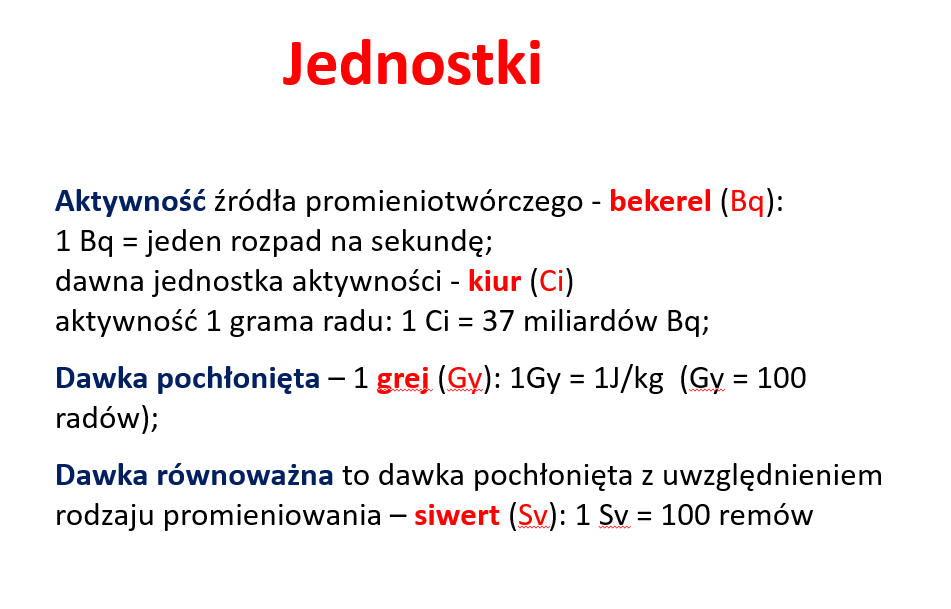 Jednostki
Aktywność źródła promieniotwórczego - bekerel (Bq):
1 Bq = jeden rozpad na sekundę;
dawna jednostka aktywności - kiur (Ci)
aktywność 1 grama radu: 1 Ci = 37 miliardów Bq;
Dawka pochłonięta – 1 grej (Gy): 1Gy = 1J/kg (Gy = 100
radów);
Dawka równoważna to dawka pochłonięta z uwzględnieniem
rodzaju promieniowania – siwert (Sv): 1 Sv = 100 remów